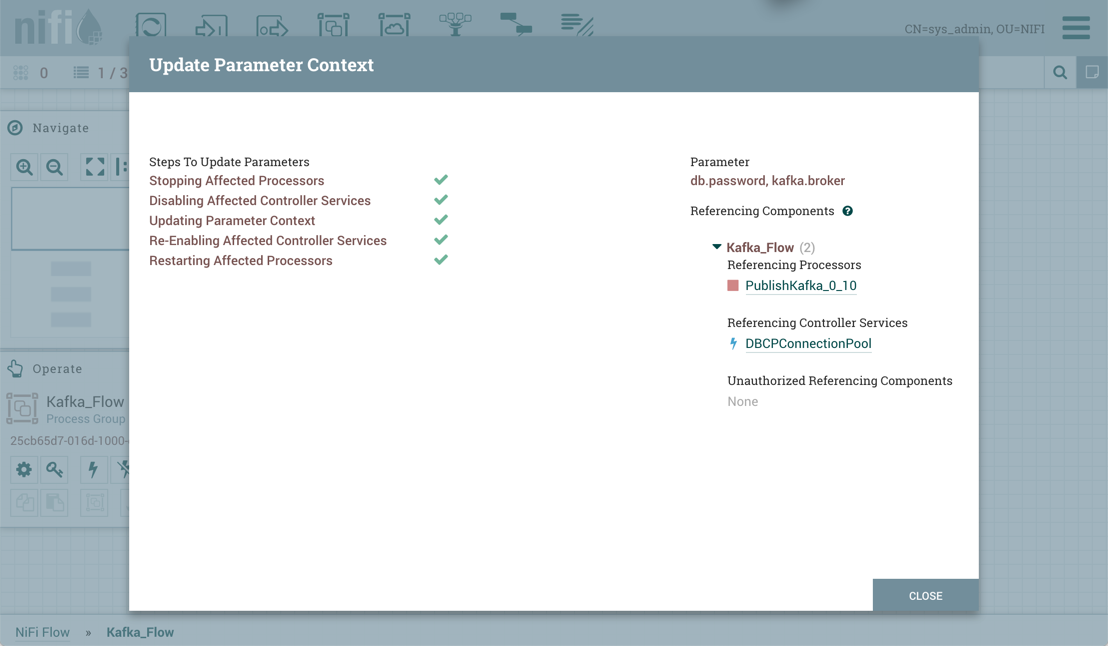 nifi
CN=sys_admin, OU=NIFI
0
1 / 3
Update Parameter Context
Navigate
Steps To Update Parameters
Stopping Affected Processors
Disabling Affected Controller Services
Updating Parameter Context
Re-Enabling Affected Controller Services
Restarting Affected Processors
Parameter
db.password, kafka.broker
Referencing Components
Kafka_Flow (2)
Referencing Processors
PublishKafka_0_10
Referencing Controller Services
DBCPConnectionPool
Unauthorized Referencing Components
None
Operate
Kafka_Flow
Process Group
25cb65d7-016d-1000-
CLOSE
NiFi Flow » Kafka_Flow